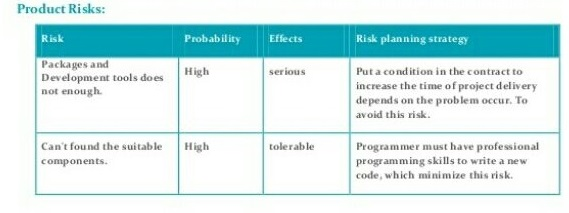 Product Risks:
Risk Probability Effects Risk planning strategy
Packages and
Development tools does
not enough.
High
serious
Put a condition in the contract to
increase the time of project delivery
depends on the problem occur. To
avoid this risk.
Can't found the suitable
components.
High
tolerable
Programmer must have professional
programming skills to write a new
code, which minimize this risk.